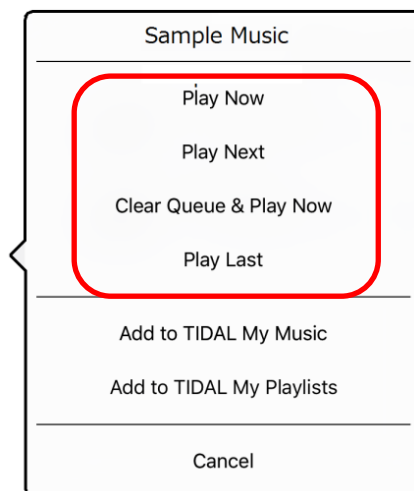 Sample Music
Play Now
Play Next
Clear Queue & Play Now
Play Last
Add to TIDAL My Music
Add to TIDAL My Playlists
Cancel